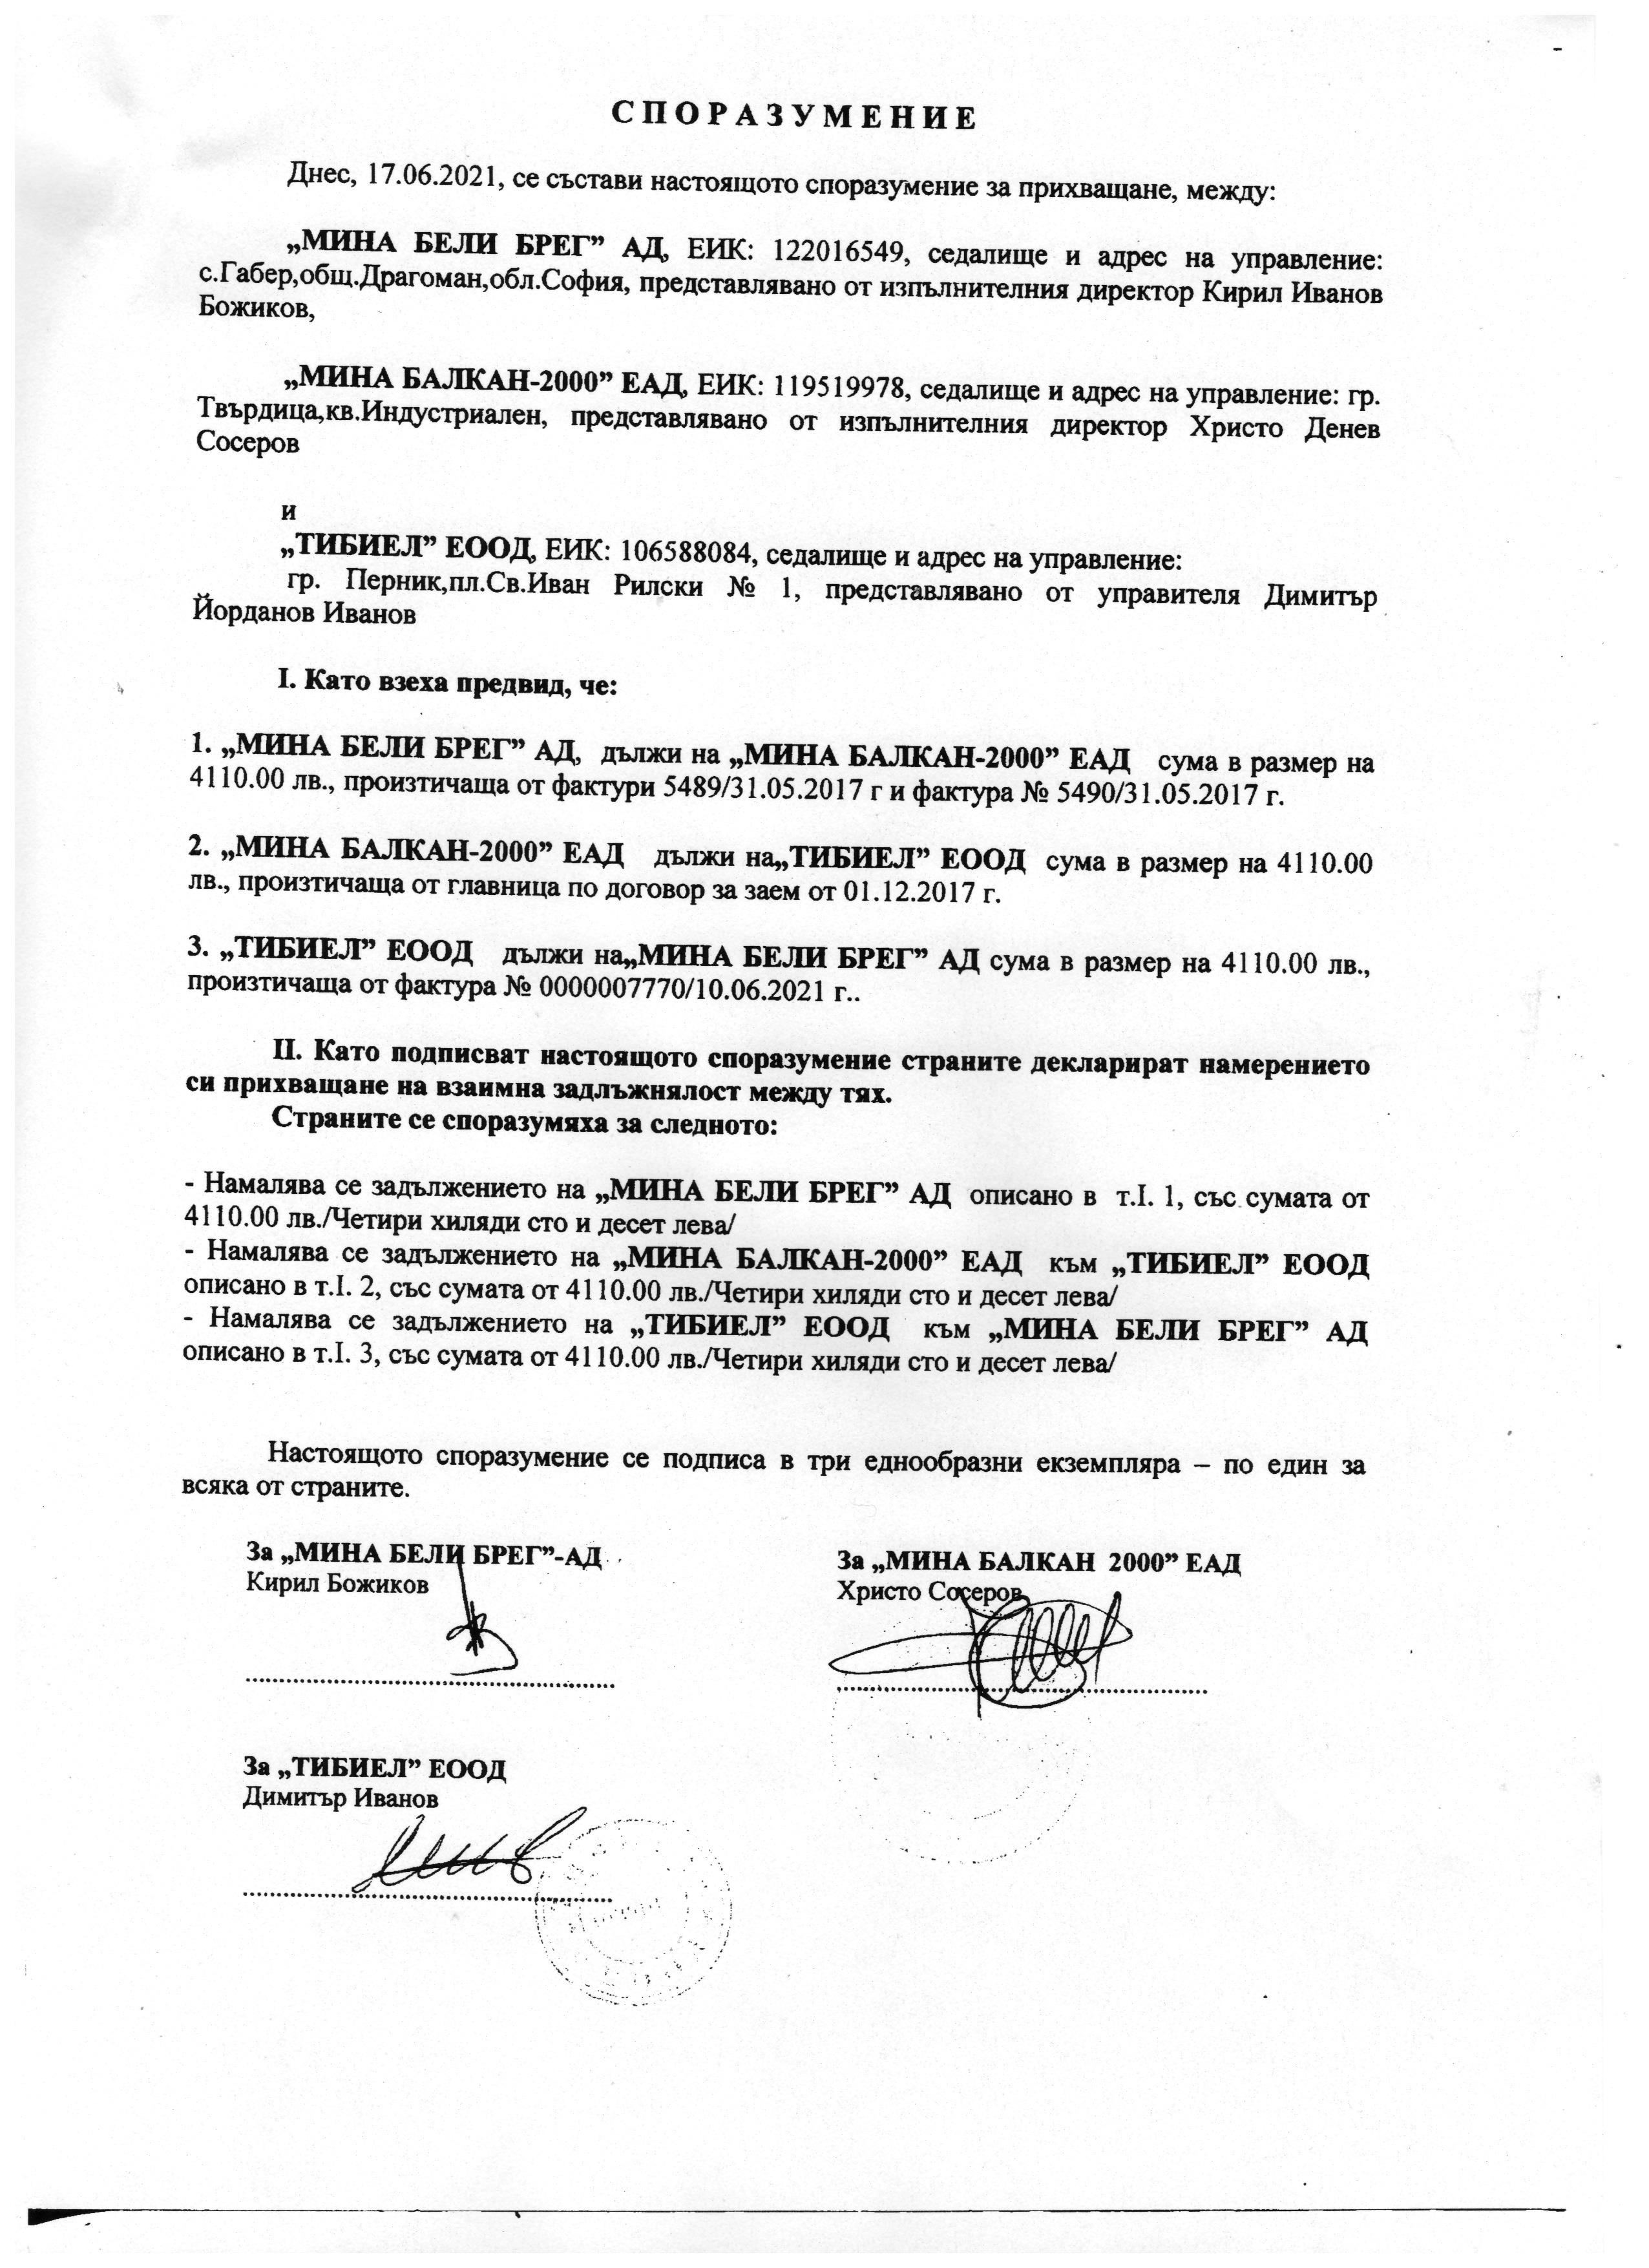 СПОРАЗУМЕНИЕ
Днес, 17.06.2021, се състави настоящото споразумение за прихващане, между:
„МИНА БЕЛИ БРЕГ” АД, ЕИК: 122016549, седалище и адрес на управление:
с.Габер,общ.Драгоман,обл.София, представлявано от изпълнителния директор Кирил Иванов
Божиков,
„МИНА БАЛКАН-2000” ЕАД, ЕИК: 119519978, седалище и адрес на управление: гр.
Твърдица,кв.Индустриален, представлявано от изпълнителния директор Христо Денев
Сосеров
и
„ТИБИЕЛ” ЕООД, ЕИК: 106588084, седалище и адрес на управление:
гр. Перник,пл.Св.Иван Рилски № 1, представлявано от управителя Димитър
Йорданов Иванов
I. Като взеха предвид, че:
1. „МИНА БЕЛИ БРЕГ” АД, дължи на „МИНА БАЛКАН-2000” ЕАД сума в размер на
4110.00 лв., произтичаща от фактури 5489/31.05.2017 г и фактура № 5490/31.05.2017 г.
2. „МИНА БАЛКАН-2000” ЕАД дължи на„ТИБИЕЛ” ЕООД сума в размер на 4110.00
лв., произтичаща от главница по договор за заем от 01.12.2017 г.
3. „ТИБИЕЛ” ЕООД дължи на„МИНА БЕЛИ БРЕГ” АД сума в размер на 4110.00 лв.,
произтичаща от фактура № 0000007770/10.06.2021 г..
II. Като подписват настоящото споразумение страните декларират намерението
си прихващане на взаимна задлъжнялост между тях.
Страните се споразумяха за следното:
- Намалява се задължението на „МИНА БЕЛИ БРЕГ” АД описано в т.I. 1, със сумата от
4110.00 лв./Четири хиляди сто и десет лева/
- Намалява се задължението на „МИНА БАЛКАН-2000” ЕАД към „ТИБИЕЛ” ЕООД
описано в т.I. 2, със сумата от 4110.00 лв./Четири хиляди сто и десет лева/
- Намалява се задължението на „ТИБИЕЛ” ЕООД към „МИНА БЕЛИ БРЕГ” АД
описано в т.I. 3, със сумата от 4110.00 лв./Четири хиляди сто и десет лева/
Настоящото споразумение се подписа в три еднообразни екземпляра – по един за
всяка от страните.
За „МИНА БЕЛИ БРЕГ”-АД
Кирил Божиков
За „МИНА БАЛКАН 2000” ЕАД
Христо Сосеров
За „ТИБИЕЛ” ЕООД
Димитър Иванов